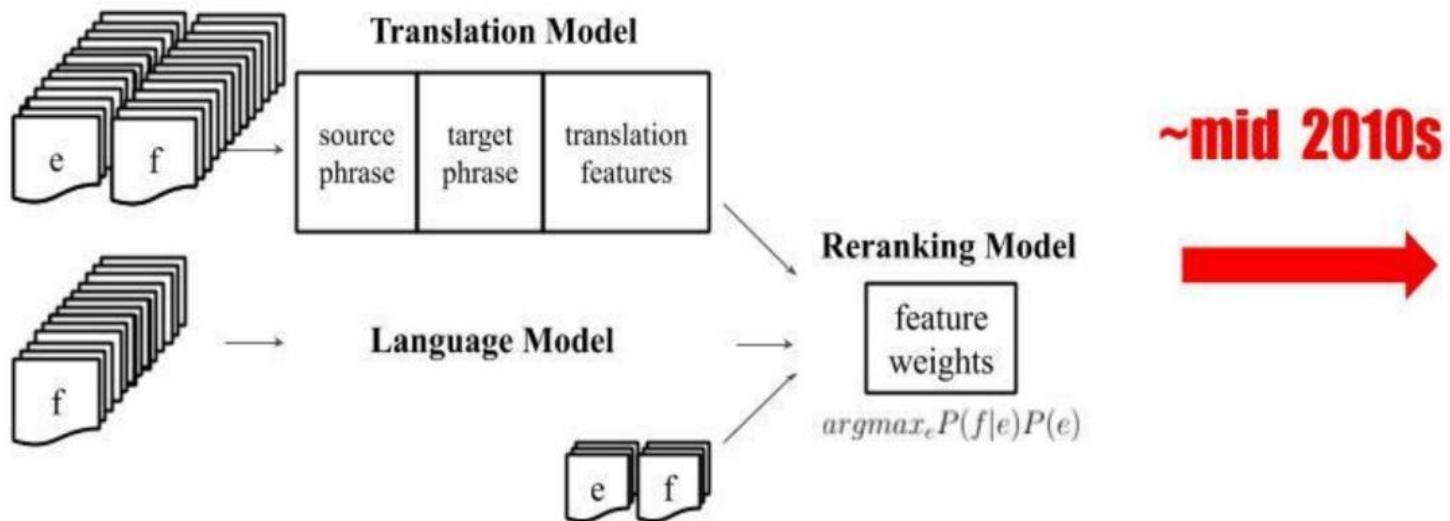 Translation Model
e
f
source
phrase
target
phrase
translation
features
~mid 2010s
Reranking Model
feature
weights
argmax_e P(f|e)P(e)
f
Language Model
e
f